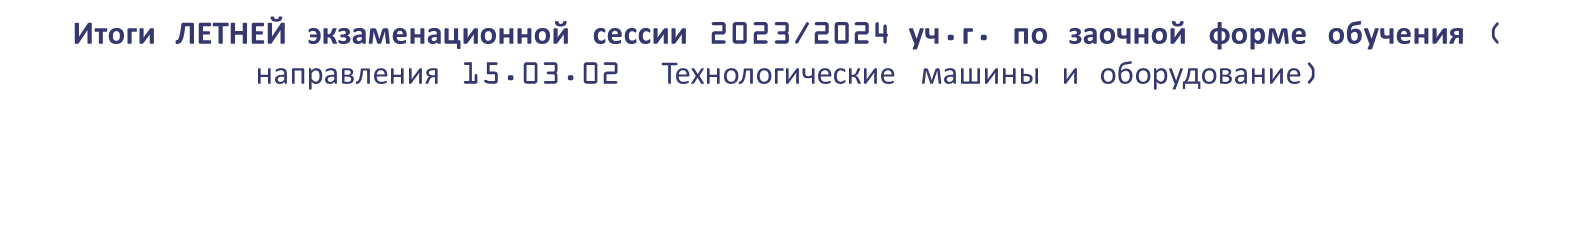 Итоги ЛЕТНЕЙ экзаменационной сессии 2023/2024 уч.г. по заочной форме обучения (
направления 15.03.02 Технологические машины и оборудование)